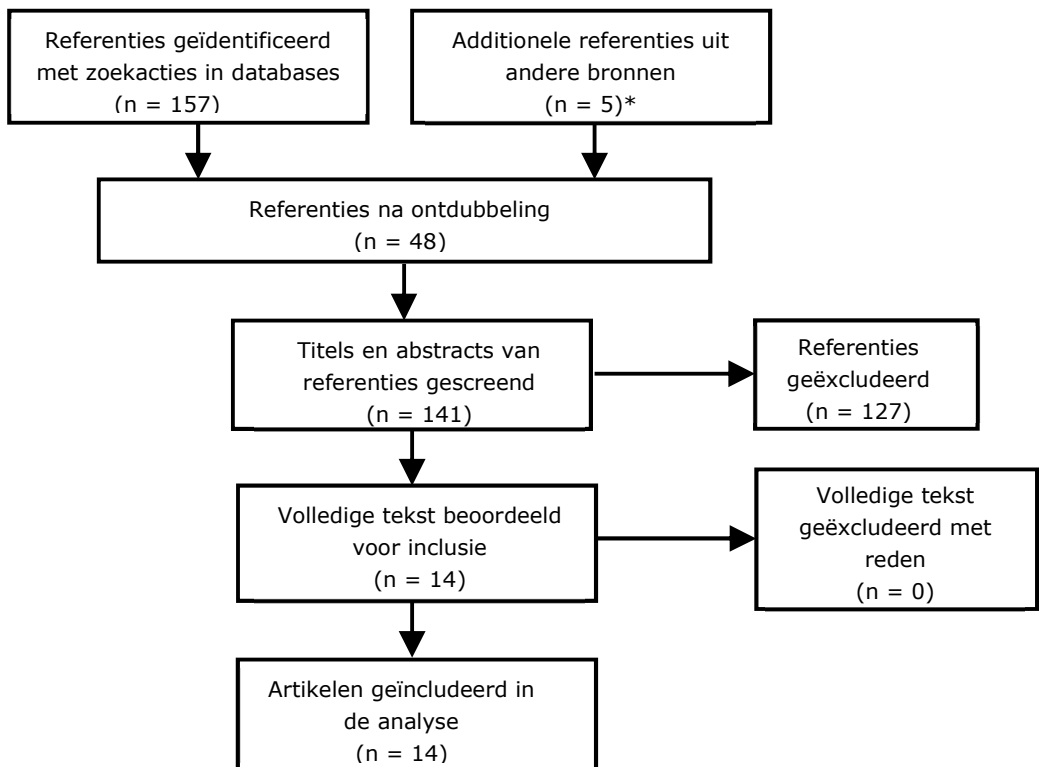 Referenties geïdentificeerd
met zoekacties in databases
(n = 157)
Additionele referenties uit
andere bronnen
(n = 5)*
Referenties na ontdubbeling
(n = 48)
Titels en abstracts van
referenties gescreend
(n = 141)
Referenties
geëxcludeerd
(n = 127)
Volledige tekst beoordeeld
voor inclusie
(n = 14)
Volledige tekst
geëxcludeerd met
reden
(n = 0)
Artikelen geïncludeerd in
de analyse
(n = 14)